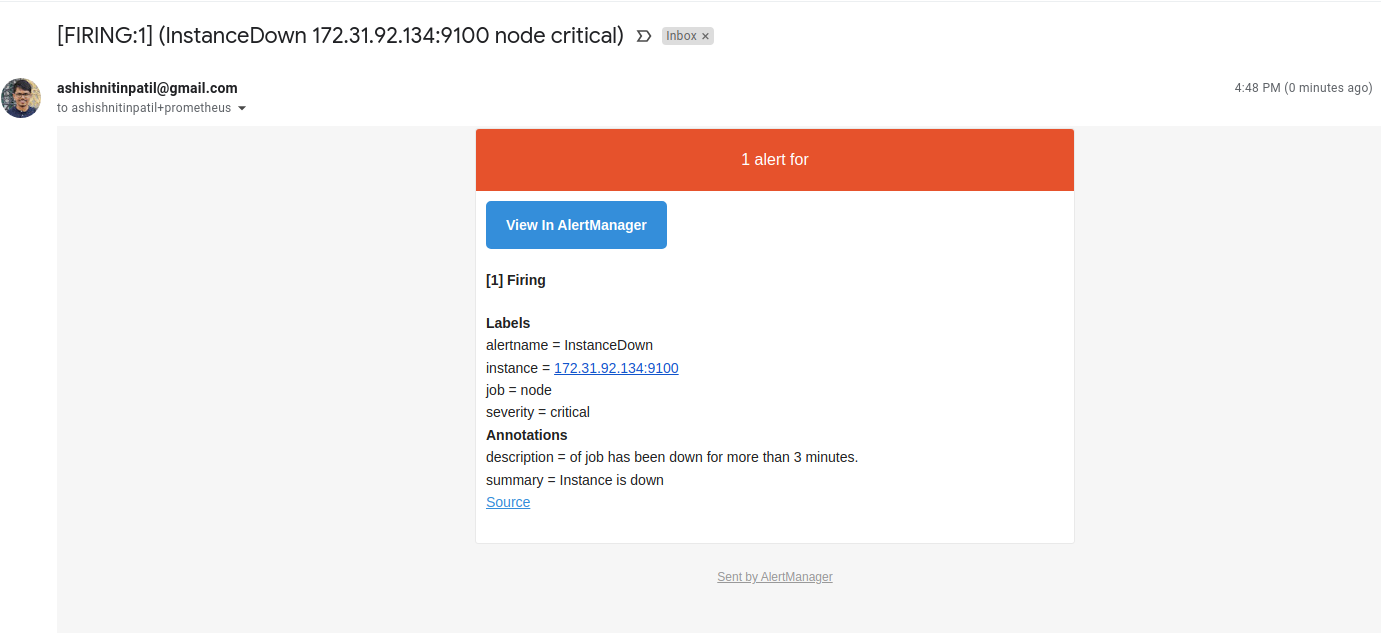 [FIRING:1] (InstanceDown 172.31.92.134:9100 node critical) Inbox ×
ashishnitinpatil@gmail.com 4:48 PM (0 minutes ago)
to ashishnitinpatil+prometheus
1 alert for
View In AlertManager
[1] Firing
Labels
alertname = InstanceDown
instance = 172.31.92.134:9100
job = node
severity = critical
Annotations
description = of job has been down for more than 3 minutes.
summary = Instance is down
Source
Sent by AlertManager